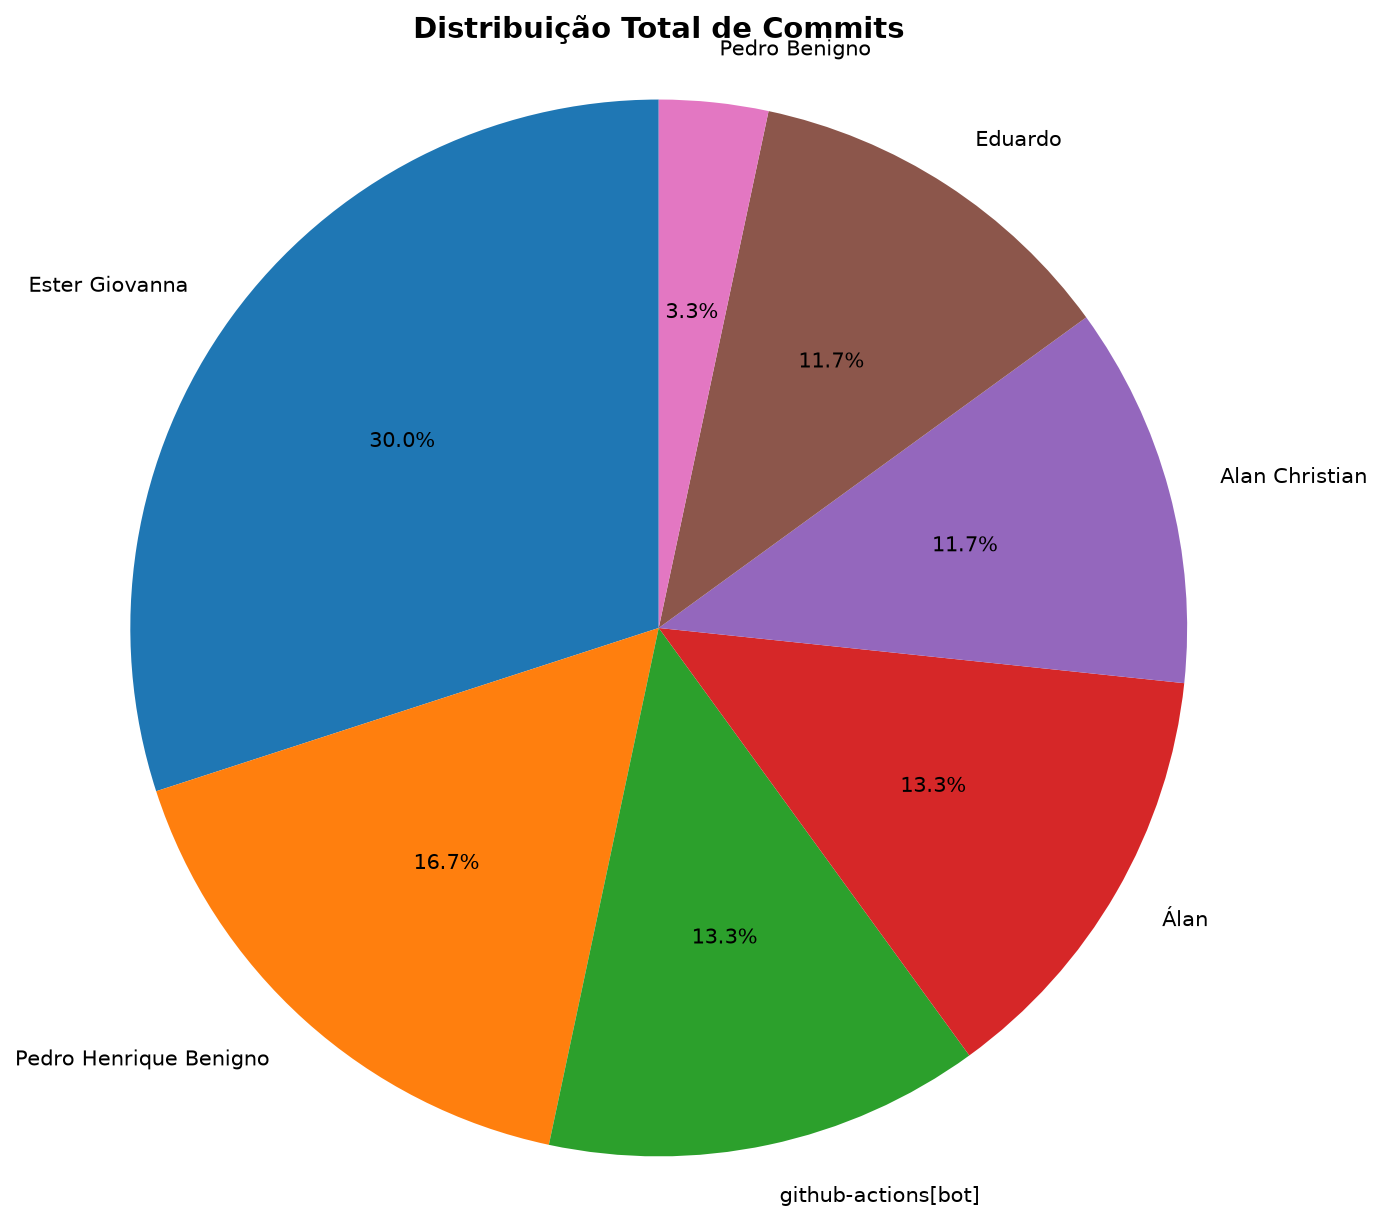 Distribuição Total de Commits
Pedro Benigno
Eduardo
Ester Giovanna
3.3%
11.7%
30.0%
Alan Christian
11.7%
13.3%
16.7%
Álan
13.3%
Pedro Henrique Benigno
github-actions[bot]